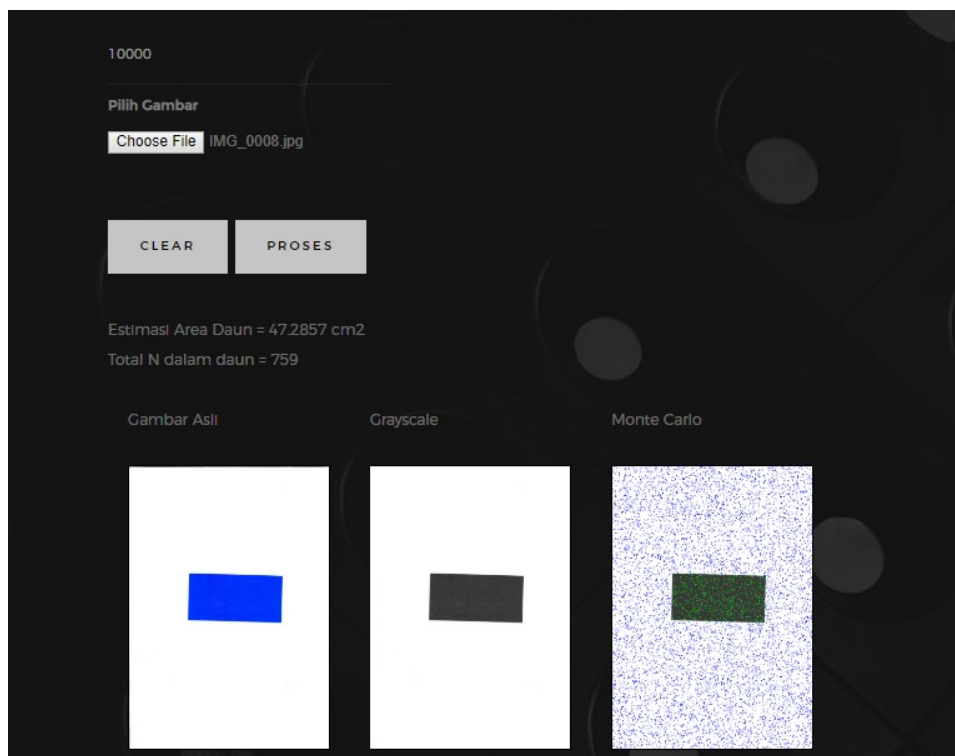 10000
Pilih Gambar
Choose File IMG_0008.jpg
CLEAR PROSES
Estimasi Area Daun = 47.2857 cm2
Total N dalam daun = 759
Gambar Asli Grayscale Monte Carlo